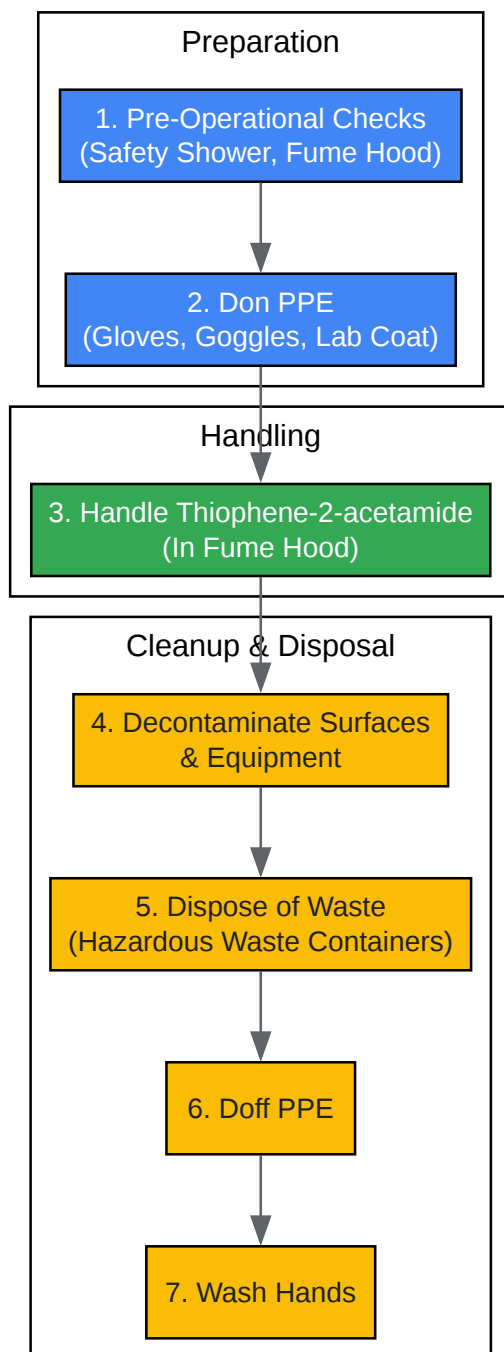 Preparation
1. Pre-Operational Checks
(Safety Shower, Fume Hood)
2. Don PPE
(Gloves, Goggles, Lab Coat)
Handling
3. Handle Thiophene-2-acetamide
(In Fume Hood)
Cleanup & Disposal
4. Decontaminate Surfaces
& Equipment
5. Dispose of Waste
(Hazardous Waste Containers)
6. Doff PPE
7. Wash Hands